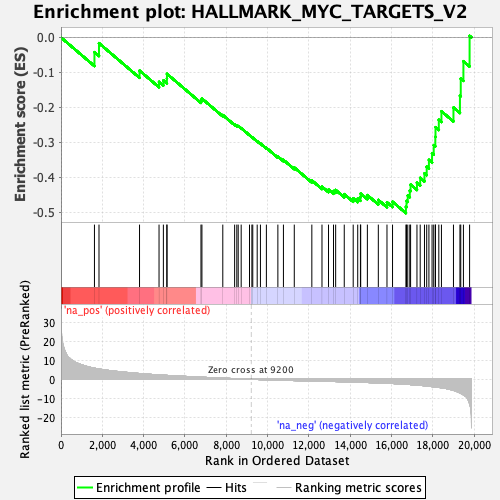 Enrichment plot: HALLMARK_MYC_TARGETS_V2
Enrichment score (ES)
0.0
-0.1
-0.2
-0.3
-0.4
-0.5
'na_pos' (positively correlated)
Ranked list metric (PreRanked)
30
20
10
0
-10
-20
Zero cross at 9200
'na_neg' (negatively correlated)
0
2,000
4,000
6,000
8,000
10,000
12,000
14,000
16,000
18,000
20,000
Rank in Ordered Dataset
Enrichment profile
Hits
Ranking metric scores